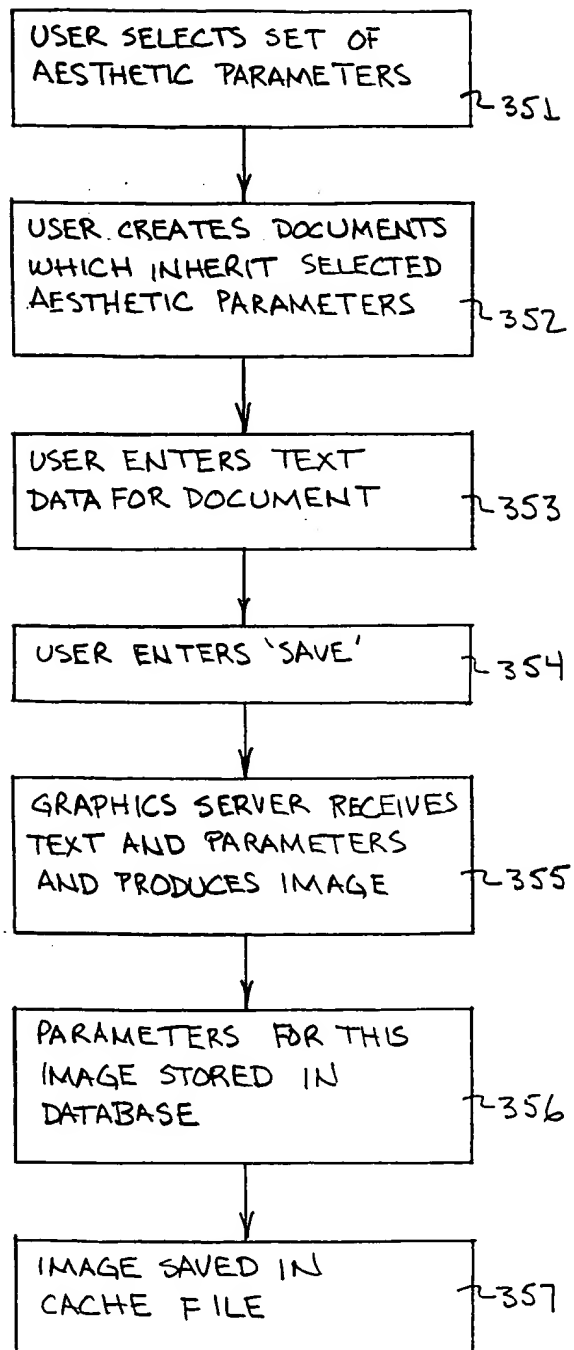 USER SELECTS SET OF
AESTHETIC PARAMETERS
351
USER CREATES DOCUMENTS
WHICH INHERIT SELECTED
AESTHETIC PARAMETERS
352
USER ENTERS TEXT
DATA FOR DOCUMENT
353
USER ENTERS 'SAVE'
354
GRAPHICS SERVER RECEIVES
TEXT AND PARAMETERS
AND PRODUCES IMAGE
355
PARAMETERS FOR THIS
IMAGE STORED IN
DATABASE
356
IMAGE SAVED IN
CACHE FILE
357